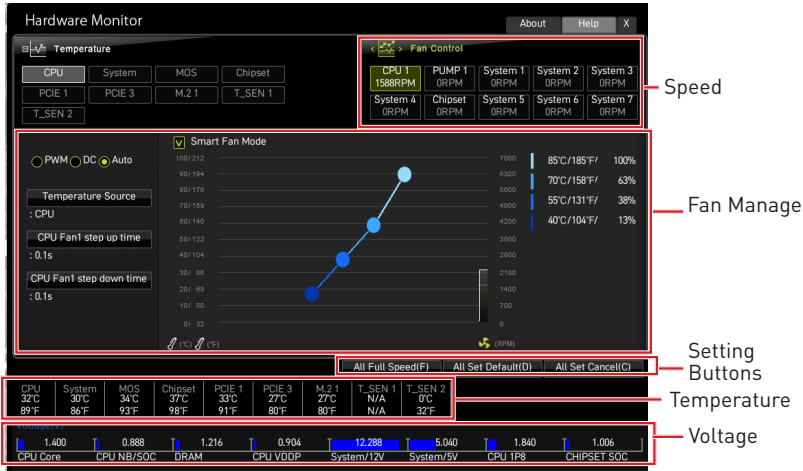 Hardware Monitor
About Help X
Temperature
< > Fan Control
CPU System MOS Chipset
PCIE 1 PCIE 3 M.2 1 T_SEN 1
T_SEN 2
CPU 1 PUMP 1 System 1 System 2 System 3
1588RPM 0RPM 0RPM 0RPM 0RPM
System 4 Chipset System 5 System 6 System 7
0RPM 0RPM 0RPM 0RPM 0RPM
Speed
PWM DC Auto
Temperature Source
: CPU
CPU Fan1 step up time
: 0.1s
CPU Fan1 step down time
: 0.1s
Smart Fan Mode
100/212 7000
90/194 6300
80/176 5600
70/158 4900
60/140 4200
50/122 3500
40/104 2800
30/ 86 2100
20/ 68 1400
10/ 50 700
0/ 32 0
(℃) (°F) (RPM)
85℃/185°F/ 100%
70℃/158°F/ 63%
55℃/131°F/ 38%
40℃/104°F/ 13%
Fan Manage
All Full Speed(F) All Set Default(D) All Set Cancel(C)
Setting
Buttons
CPU System MOS Chipset PCIE 1 PCIE 3 M.2 1 T_SEN 1 T_SEN 2
32℃ 30℃ 34℃ 37℃ 33℃ 27℃ 27℃ N/A 0℃
89°F 86°F 93°F 98°F 91°F 80°F 80°F N/A 32°F
Temperature
Voltage(V)
1.400 0.888 1.216 0.904 12.288 5.040 1.840 1.006
CPU Core CPU NB/SOC DRAM CPU VDDP System/12V System/5V CPU 1P8 CHIPSET SOC
Voltage